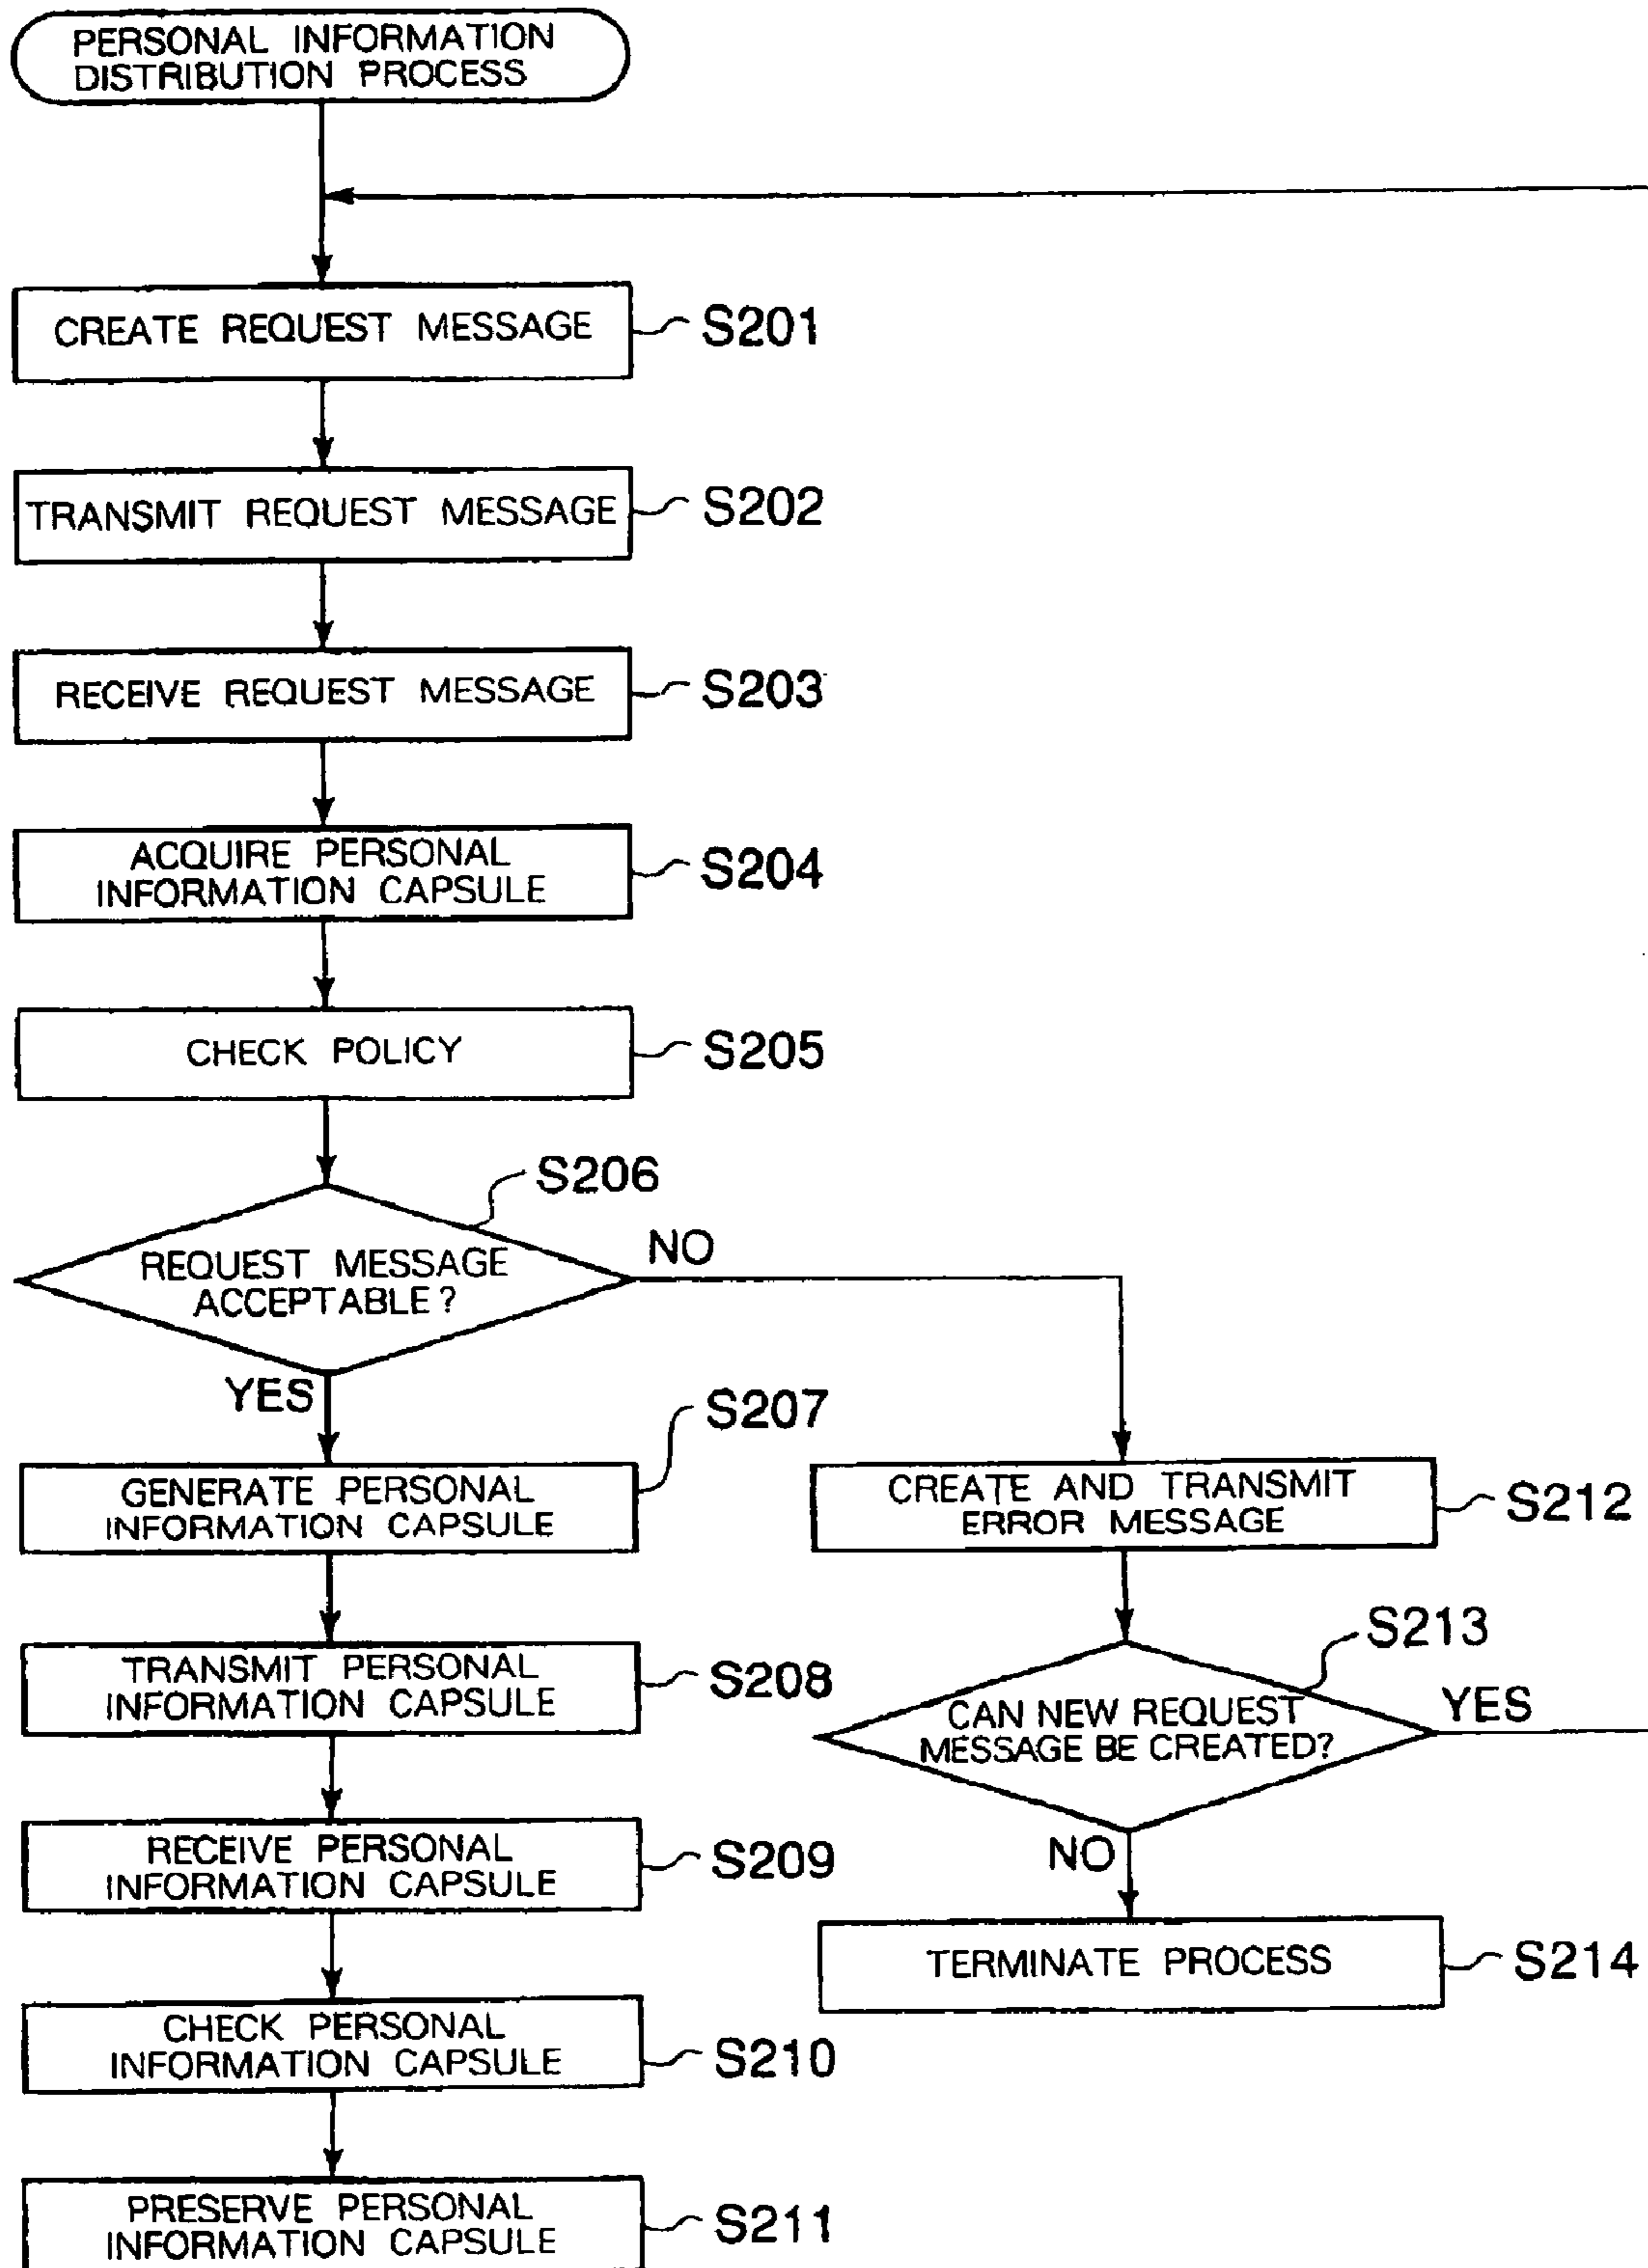 PERSONAL INFORMATION
DISTRIBUTION PROCESS
CREATE REQUEST MESSAGE
S201
TRANSMIT REQUEST MESSAGE
S202
RECEIVE REQUEST MESSAGE
S203
ACQUIRE PERSONAL
INFORMATION CAPSULE
S204
CHECK POLICY
S205
S206
REQUEST MESSAGE
ACCEPTABLE?
NO
YES
S207
GENERATE PERSONAL
INFORMATION CAPSULE
TRANSMIT PERSONAL
INFORMATION CAPSULE
S208
RECEIVE PERSONAL
INFORMATION CAPSULE
S209
CHECK PERSONAL
INFORMATION CAPSULE
S210
PRESERVE PERSONAL
INFORMATION CAPSULE
S211
CREATE AND TRANSMIT
ERROR MESSAGE
S212
S213
CAN NEW REQUEST
MESSAGE BE CREATED?
YES
NO
TERMINATE PROCESS
S214